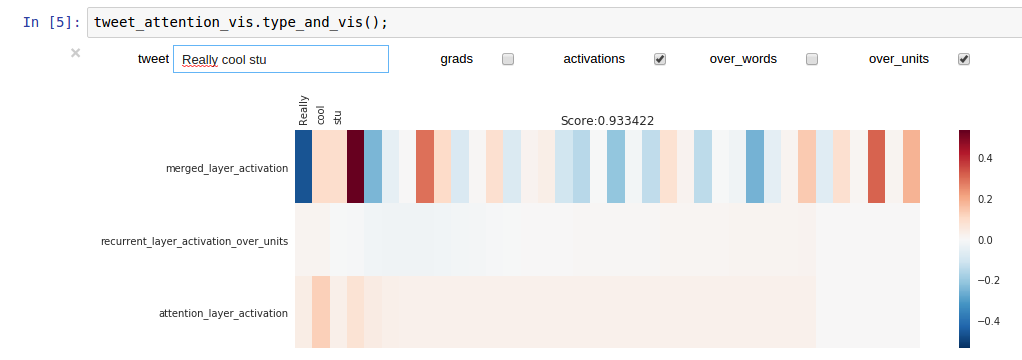 In [5]: tweet_attention_vis.type_and_vis();
× tweet Really cool stu grads activations over_words over_units
Really
cool
stu
Score:0.933422
merged_layer_activation
recurrent_layer_activation_over_units
attention_layer_activation
0.4
0.2
0.0
−0.2
−0.4